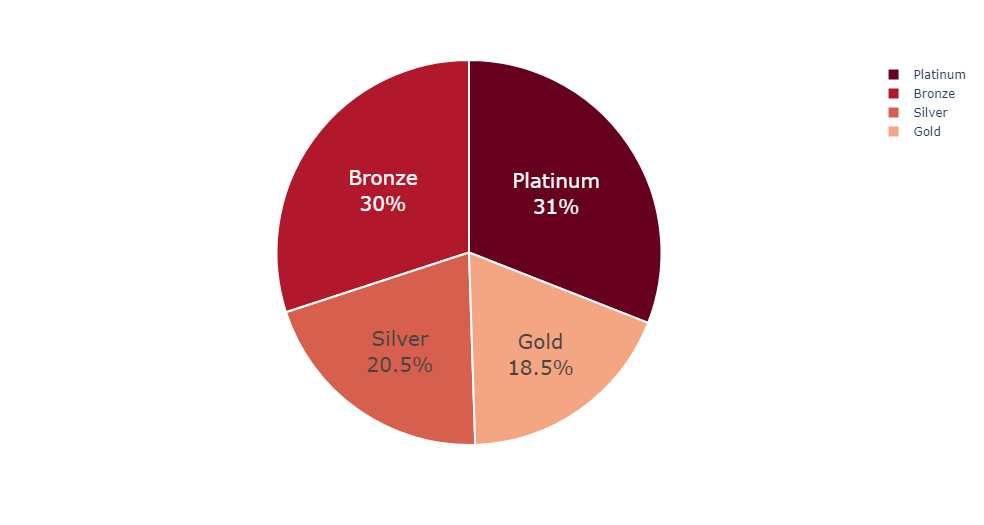 Bronze
30%
Platinum
31%
Silver
20.5%
Gold
18.5%
Platinum
Bronze
Silver
Gold